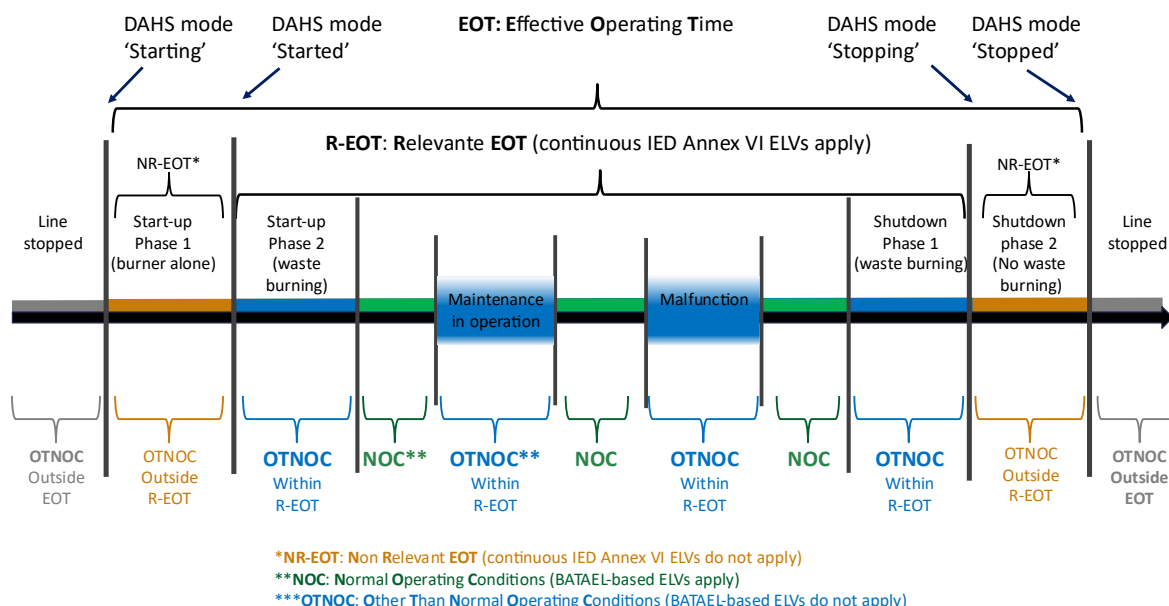 DAHS mode
'Starting'
DAHS mode
'Started'
EOT: Effective Operating Time
DAHS mode
'Stopping'
DAHS mode
'Stopped'
R-EOT: Relevante EOT (continuous IED Annex VI ELVs apply)
NR-EOT*
NR-EOT*
Line
stopped
Start-up
Phase 1
(burner alone)
Start-up
Phase 2
(waste
burning)
Maintenance
in operation
Malfunction
Shutdown
Phase 1
(waste burning)
Shutdown
phase 2
(No waste
burning)
Line
stopped
OTNOC
Outside
EOT
OTNOC
Outside
R-EOT
OTNOC
Within
R-EOT
NOC**
OTNOC**
Within
R-EOT
NOC
OTNOC
Within
R-EOT
NOC
OTNOC
Within
R-EOT
OTNOC
Outside
R-EOT
OTNOC
Outside
EOT
*NR-EOT: Non Relevant EOT (continuous IED Annex VI ELVs do not apply)
**NOC: Normal Operating Conditions (BATAEL-based ELVs apply)
***OTNOC: Other Than Normal Operating Conditions (BATAEL-based ELVs do not apply)